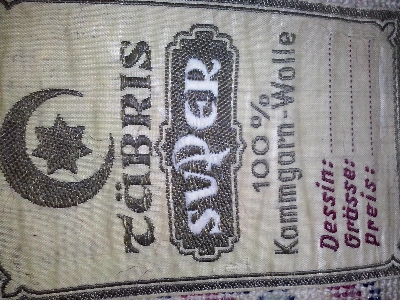 TÄBRIS
SUPER
100%
Kammgarn-Wolle
Dessin:
Grösse:
Preis: